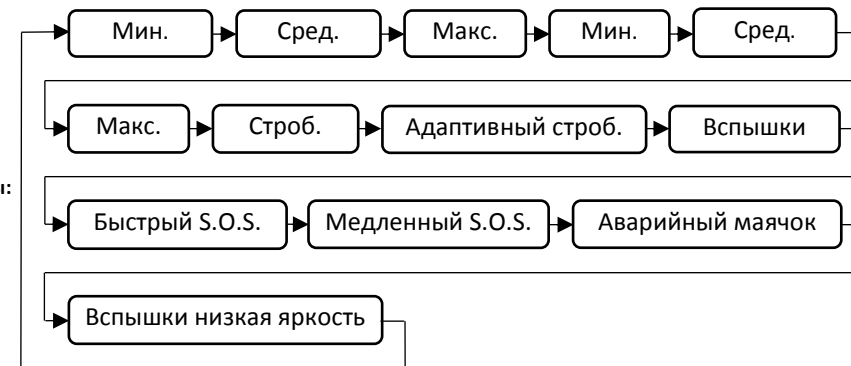 Мин. Сред. Макс. Мин. Сред.
Макс. Строб. Адаптивный строб. Вспышки
ы:
Быстрый S.O.S. Медленный S.O.S. Аварийный маячок
Вспышки низкая яркость